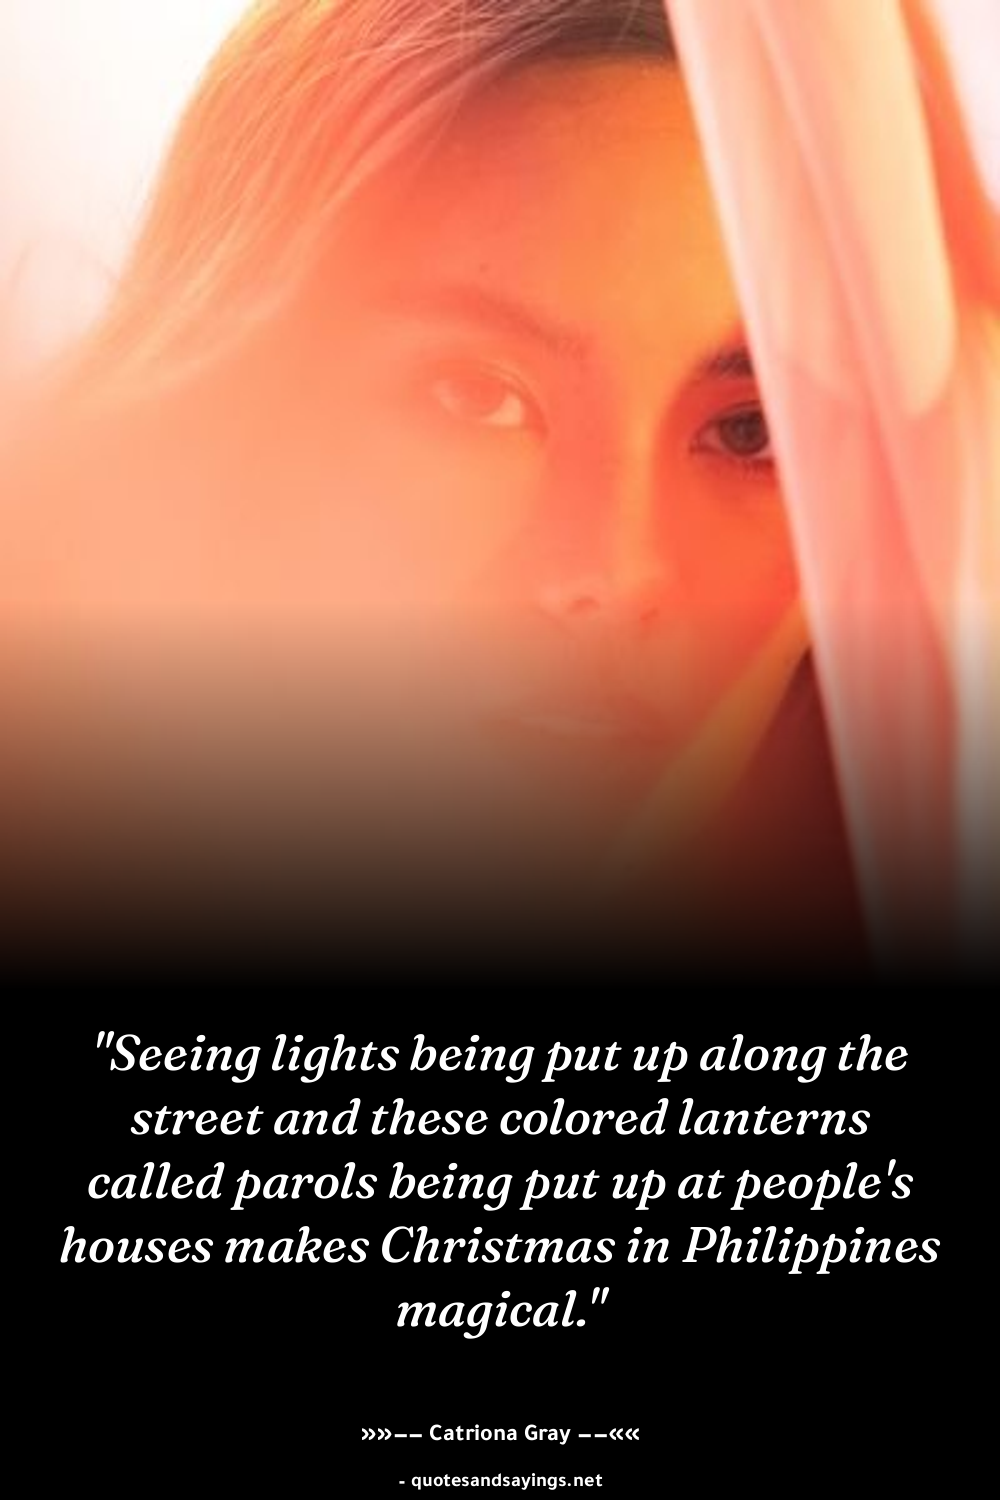 "Seeing lights being put up along the
street and these colored lanterns
called parols being put up at people's
houses makes Christmas in Philippines
magical."
»»–– Catriona Gray ––««
- quotesandsayings.net